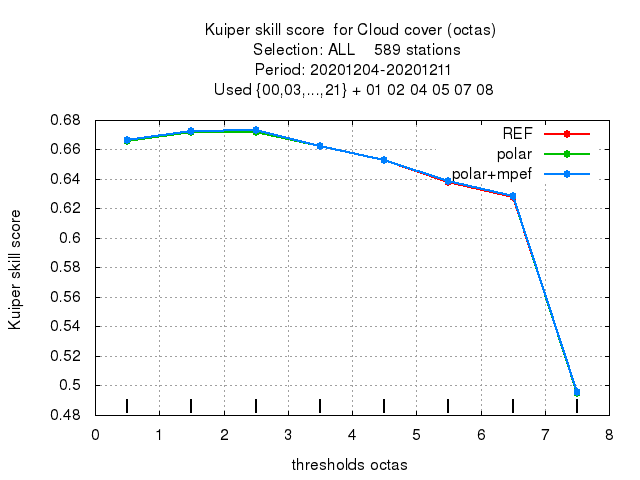 Kuiper skill score  for Cloud cover (octas)
Selection: ALL    589 stations
Period: 20201204-20201211
Used {00,03,...,21} + 01 02 04 05 07 08
REF
polar
polar+mpef
0.68
0.66
0.64
0.62
0.6
0.58
0.56
0.54
0.52
0.5
0.48
Kuiper skill score
0 1 2 3 4 5 6 7 8
thresholds octas